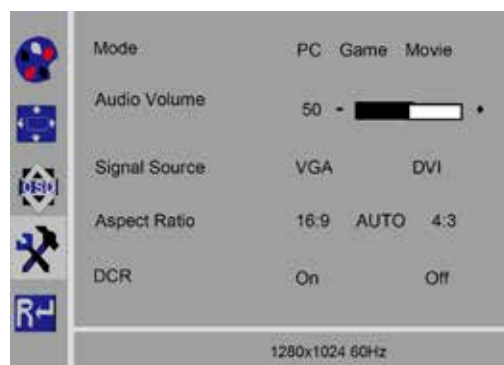 Mode PC Game Movie
Audio Volume 50 - +
Signal Source VGA DVI
OSD
Aspect Ratio 16:9 AUTO 4:3
DCR On Off
R
1280x1024 60Hz